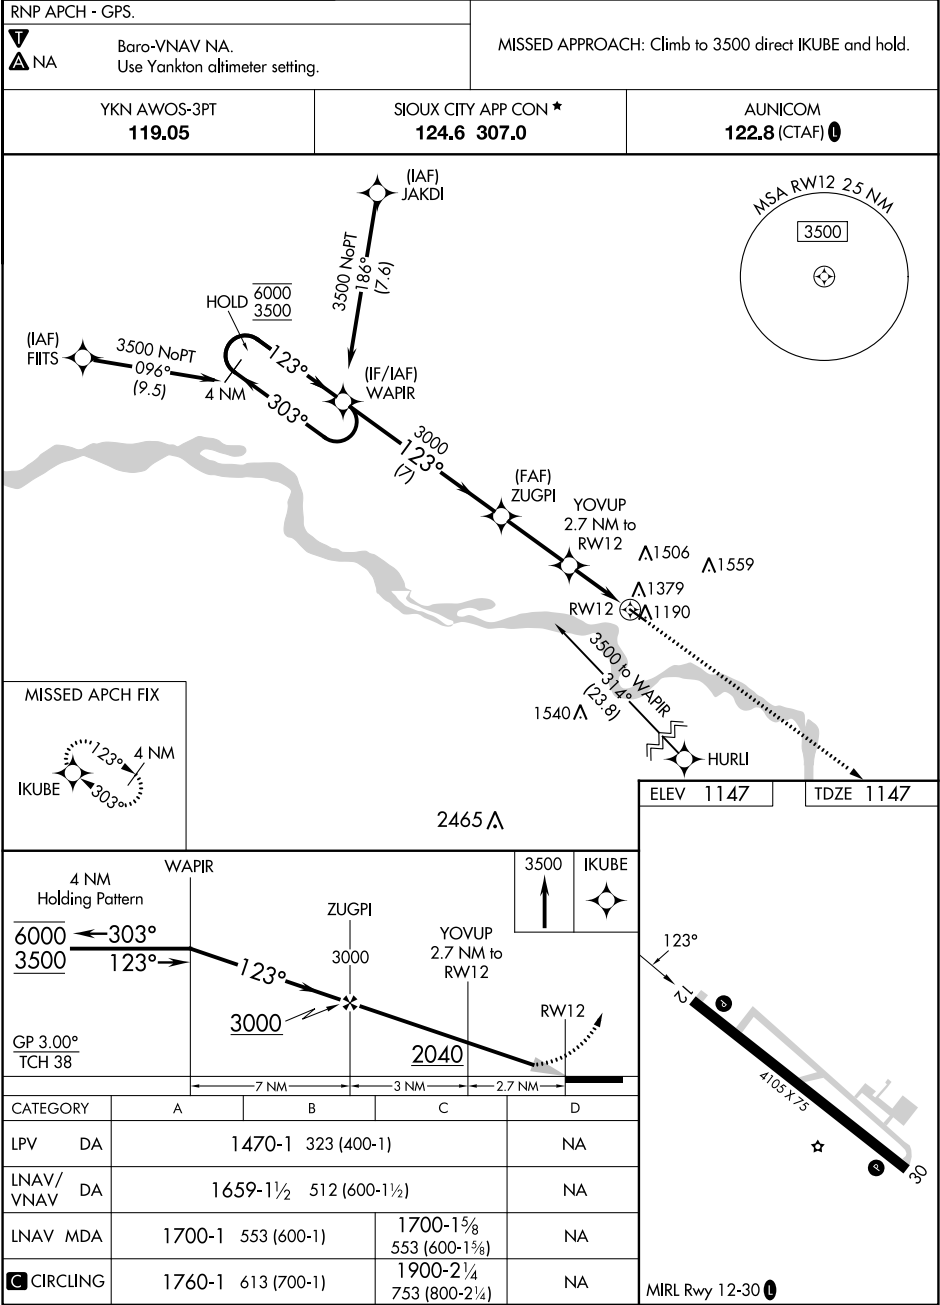 RNP APCH - GPS.
T
A NA
Baro-VNAV NA.
Use Yankton altimeter setting.
MISSED APPROACH: Climb to 3500 direct IKUBE and hold.
YKN AWOS-3PT
119.05
SIOUX CITY APP CON ★
124.6 307.0
AUNICOM
122.8 (CTAF) L
(IAF)
JAKDI
MSA RW12 25 NM
3500
3500 NoPT
186°
(7.6)
HOLD
6000
3500
(IAF)
FIITS
3500 NoPT
096°
(9.5)
4 NM
123°
303°
(IF/IAF)
WAPIR
3000
123°
(7)
(FAF)
ZUGPI
YOVUP
2.7 NM to
RW12
1506
1559
1379
RW12
1190
3500 to WAPIR
314°
(23.8)
1540
HURLI
MISSED APCH FIX
123°
4 NM
IKUBE
303°
2465
ELEV 1147
TDZE 1147
123°
12
P
4105 X 75
P
30
MIRL Rwy 12-30 L
WAPIR
4 NM
Holding Pattern
6000
3500
303°
123°
123°
ZUGPI
3000
3000
YOVUP
2.7 NM to
RW12
2040
RW12
3500
IKUBE
GP 3.00°
TCH 38
7 NM
3 NM
2.7 NM
CATEGORY A B C D
LPV DA 1470-1 323 (400-1) NA
LNAV/
VNAV DA 1659-1½ 512 (600-1½) NA
LNAV MDA 1700-1 553 (600-1) 1700-1⅝
553 (600-1⅝) NA
C CIRCLING 1760-1 613 (700-1) 1900-2¼
753 (800-2¼) NA